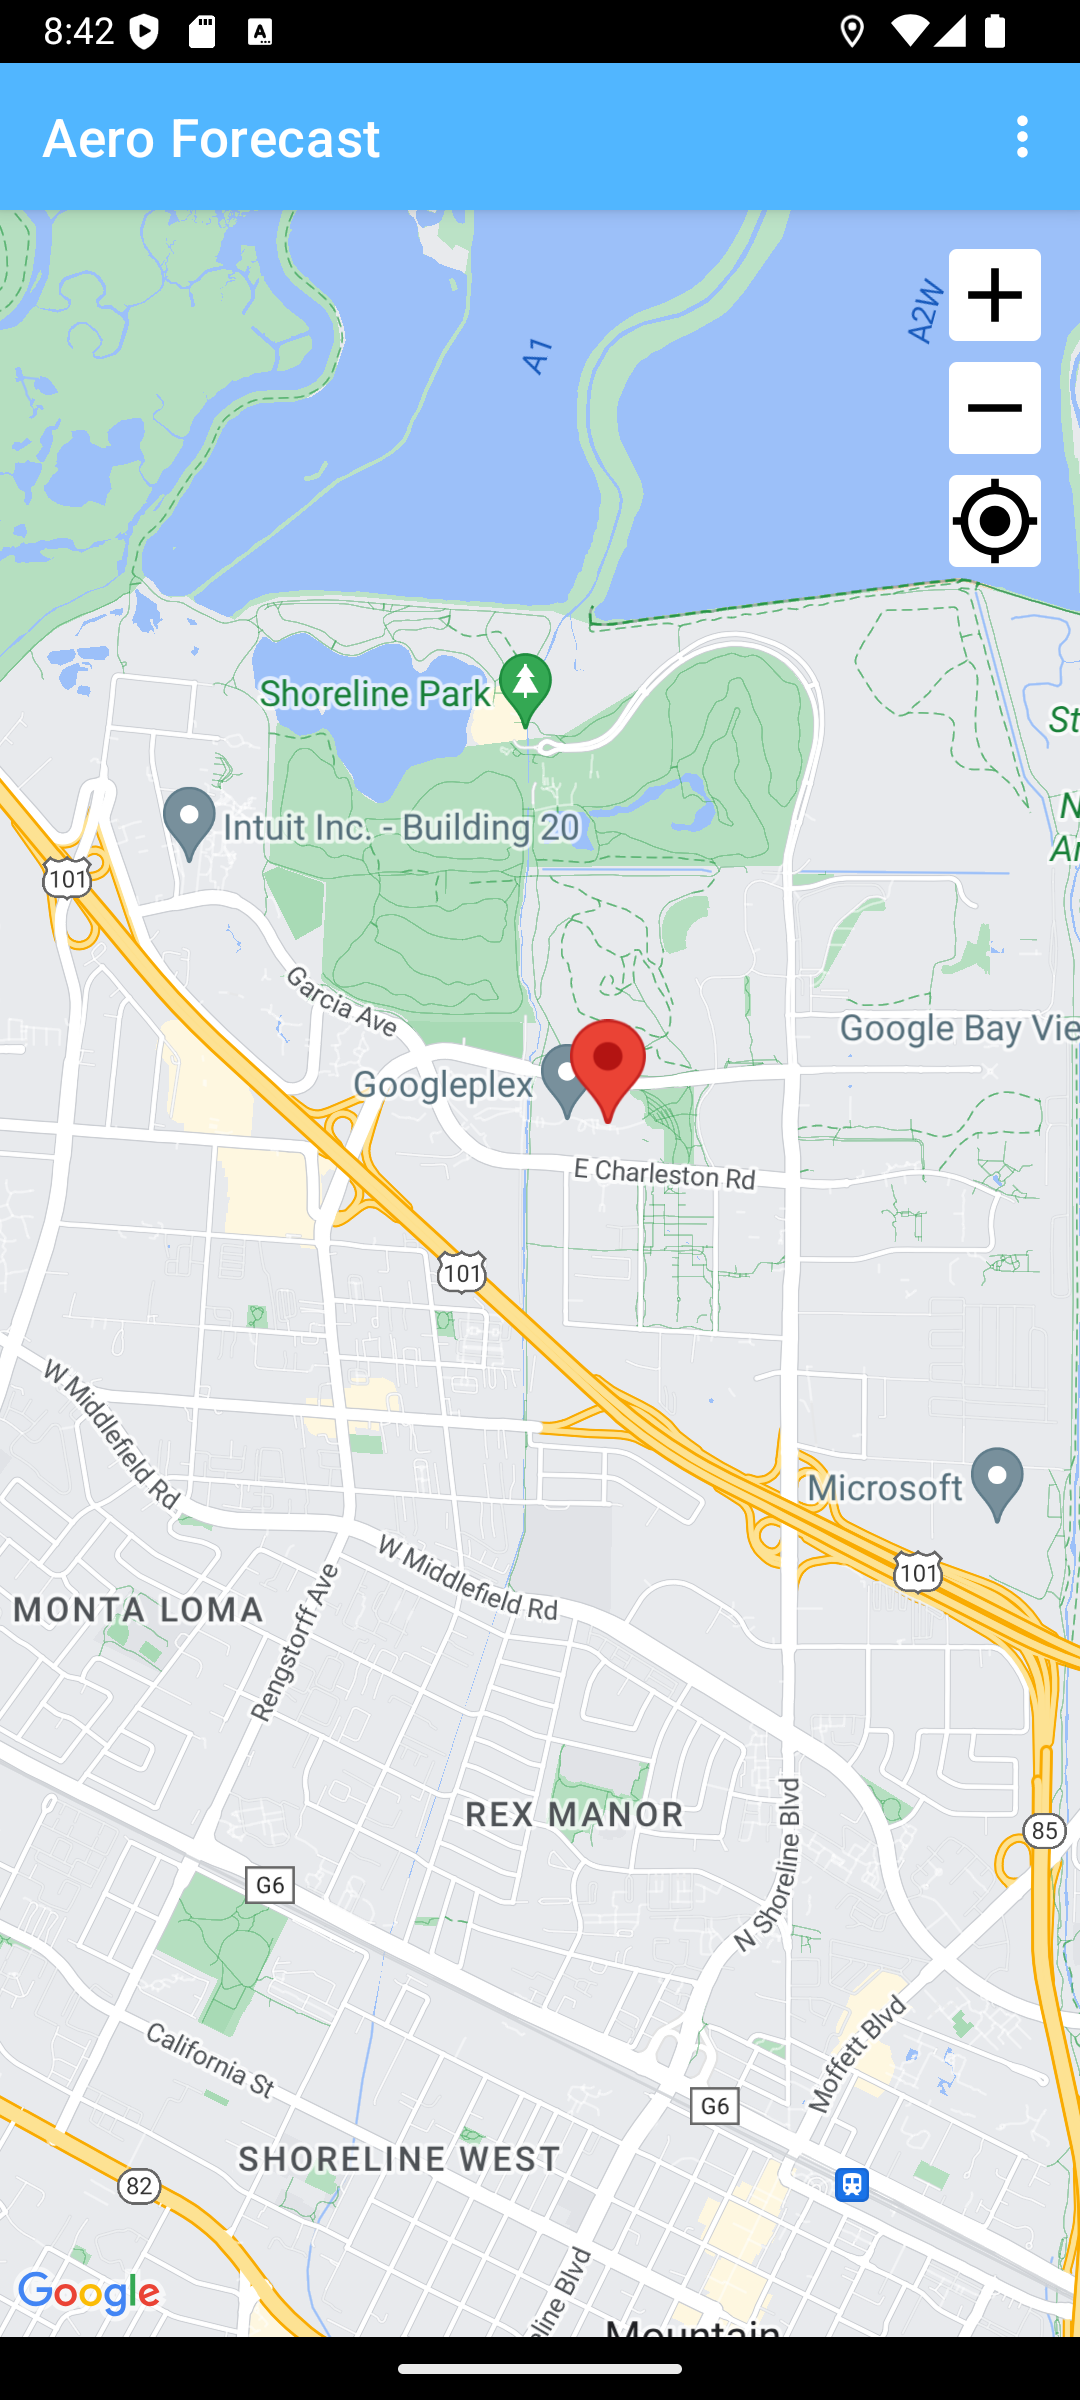 8:42
Aero Forecast
A1
A2W
Shoreline Park
St
Intuit Inc. - Building 20
N
Ar
101
Garcia Ave
Google Bay Vie
Googleplex
E Charleston Rd
101
W Middlefield Rd
Microsoft
W Middlefield Rd
101
MONTA LOMA
Rengstorff Ave
REX MANOR
N Shoreline Blvd
85
G6
California St
Moffett Blvd
G6
SHORELINE WEST
82
eline Blvd
Google
Mountain